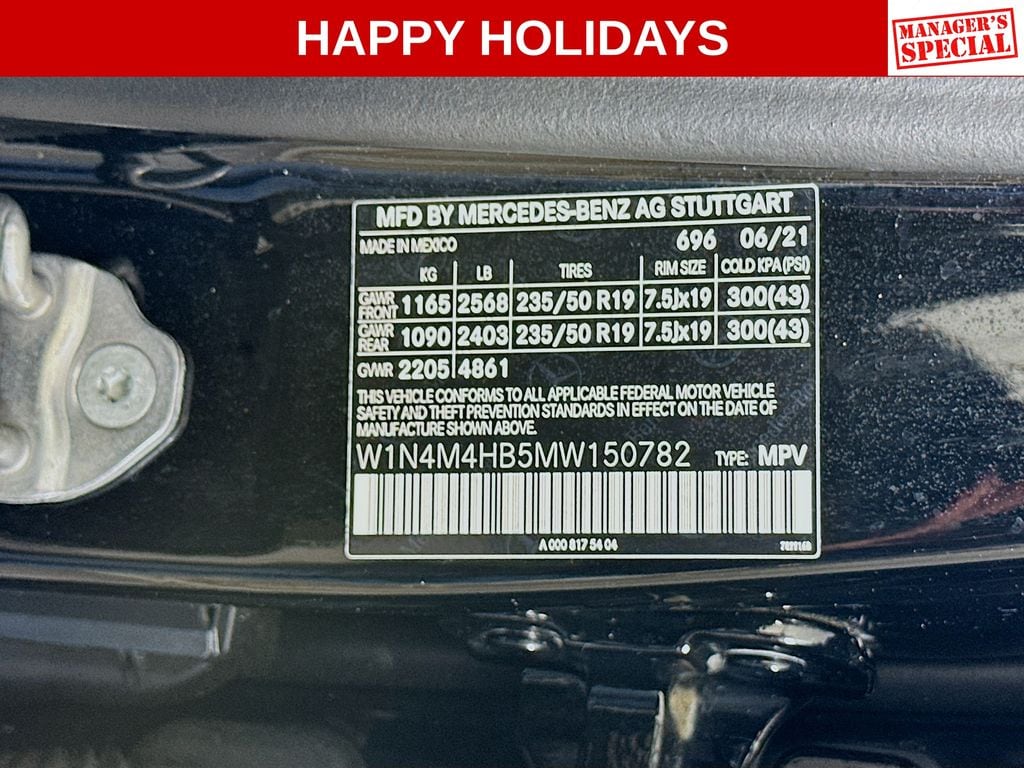 HAPPY HOLIDAYS
MANAGER'S
SPECIAL
MFD BY MERCEDES-BENZ AG STUTTGART
MADE IN MEXICO 696 06/21
KG LB TIRES RIM SIZE COLD KPA(PSI)
GAWR FRONT 1165 2568 235/50 R19 7.5Jx19 300(43)
GAWR REAR 1090 2403 235/50 R19 7.5Jx19 300(43)
GVWR 2205 4861
THIS VEHICLE CONFORMS TO ALL APPLICABLE FEDERAL MOTOR VEHICLE
SAFETY AND THEFT PREVENTION STANDARDS IN EFFECT ON THE DATE OF
MANUFACTURE SHOWN ABOVE.
W1N4M4HB5MW150782 TYPE: MPV
A 000 817 54 04